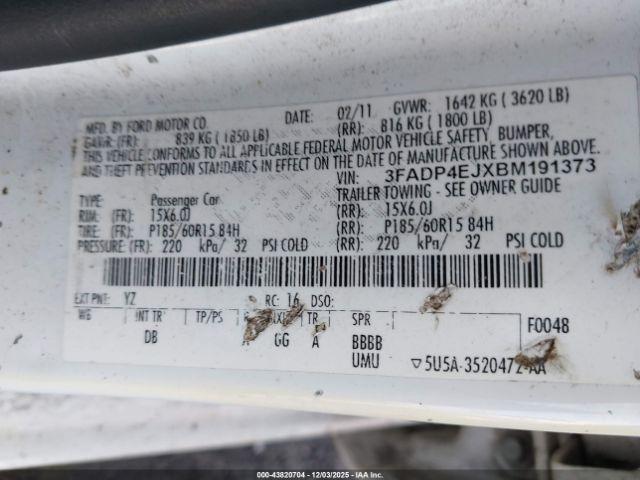 MFD. BY FORD MOTOR CO. DATE: 02/11 GVWR: 1642 KG ( 3620 LB)
GAWR: (FR): 839 KG ( 1850 LB) (RR): 816 KG ( 1800 LB)
THIS VEHICLE CONFORMS TO ALL APPLICABLE FEDERAL MOTOR VEHICLE SAFETY, BUMPER,
AND THEFT PREVENTION STANDARDS IN EFFECT ON THE DATE OF MANUFACTURE SHOWN ABOVE.
VIN: 3FADP4EJXBM191373
TYPE: Passenger Car TRAILER TOWING - SEE OWNER GUIDE
RIM: (FR): 15X6.0J (RR): 15X6.0J
TIRE: (FR): P185/60R15 84H (RR): P185/60R15 84H
PRESSURE: (FR): 220 kPa/ 32 PSI COLD (RR): 220 kPa/ 32 PSI COLD
EXT PNT: YZ RC: 16 DSO:
WB INT TR TP/PS TR SPR F0048
DB GG A BBBB
UMU ▽5U5A-3520472-AA
000-43820704 | 12/03/2025 - IAAI.COM